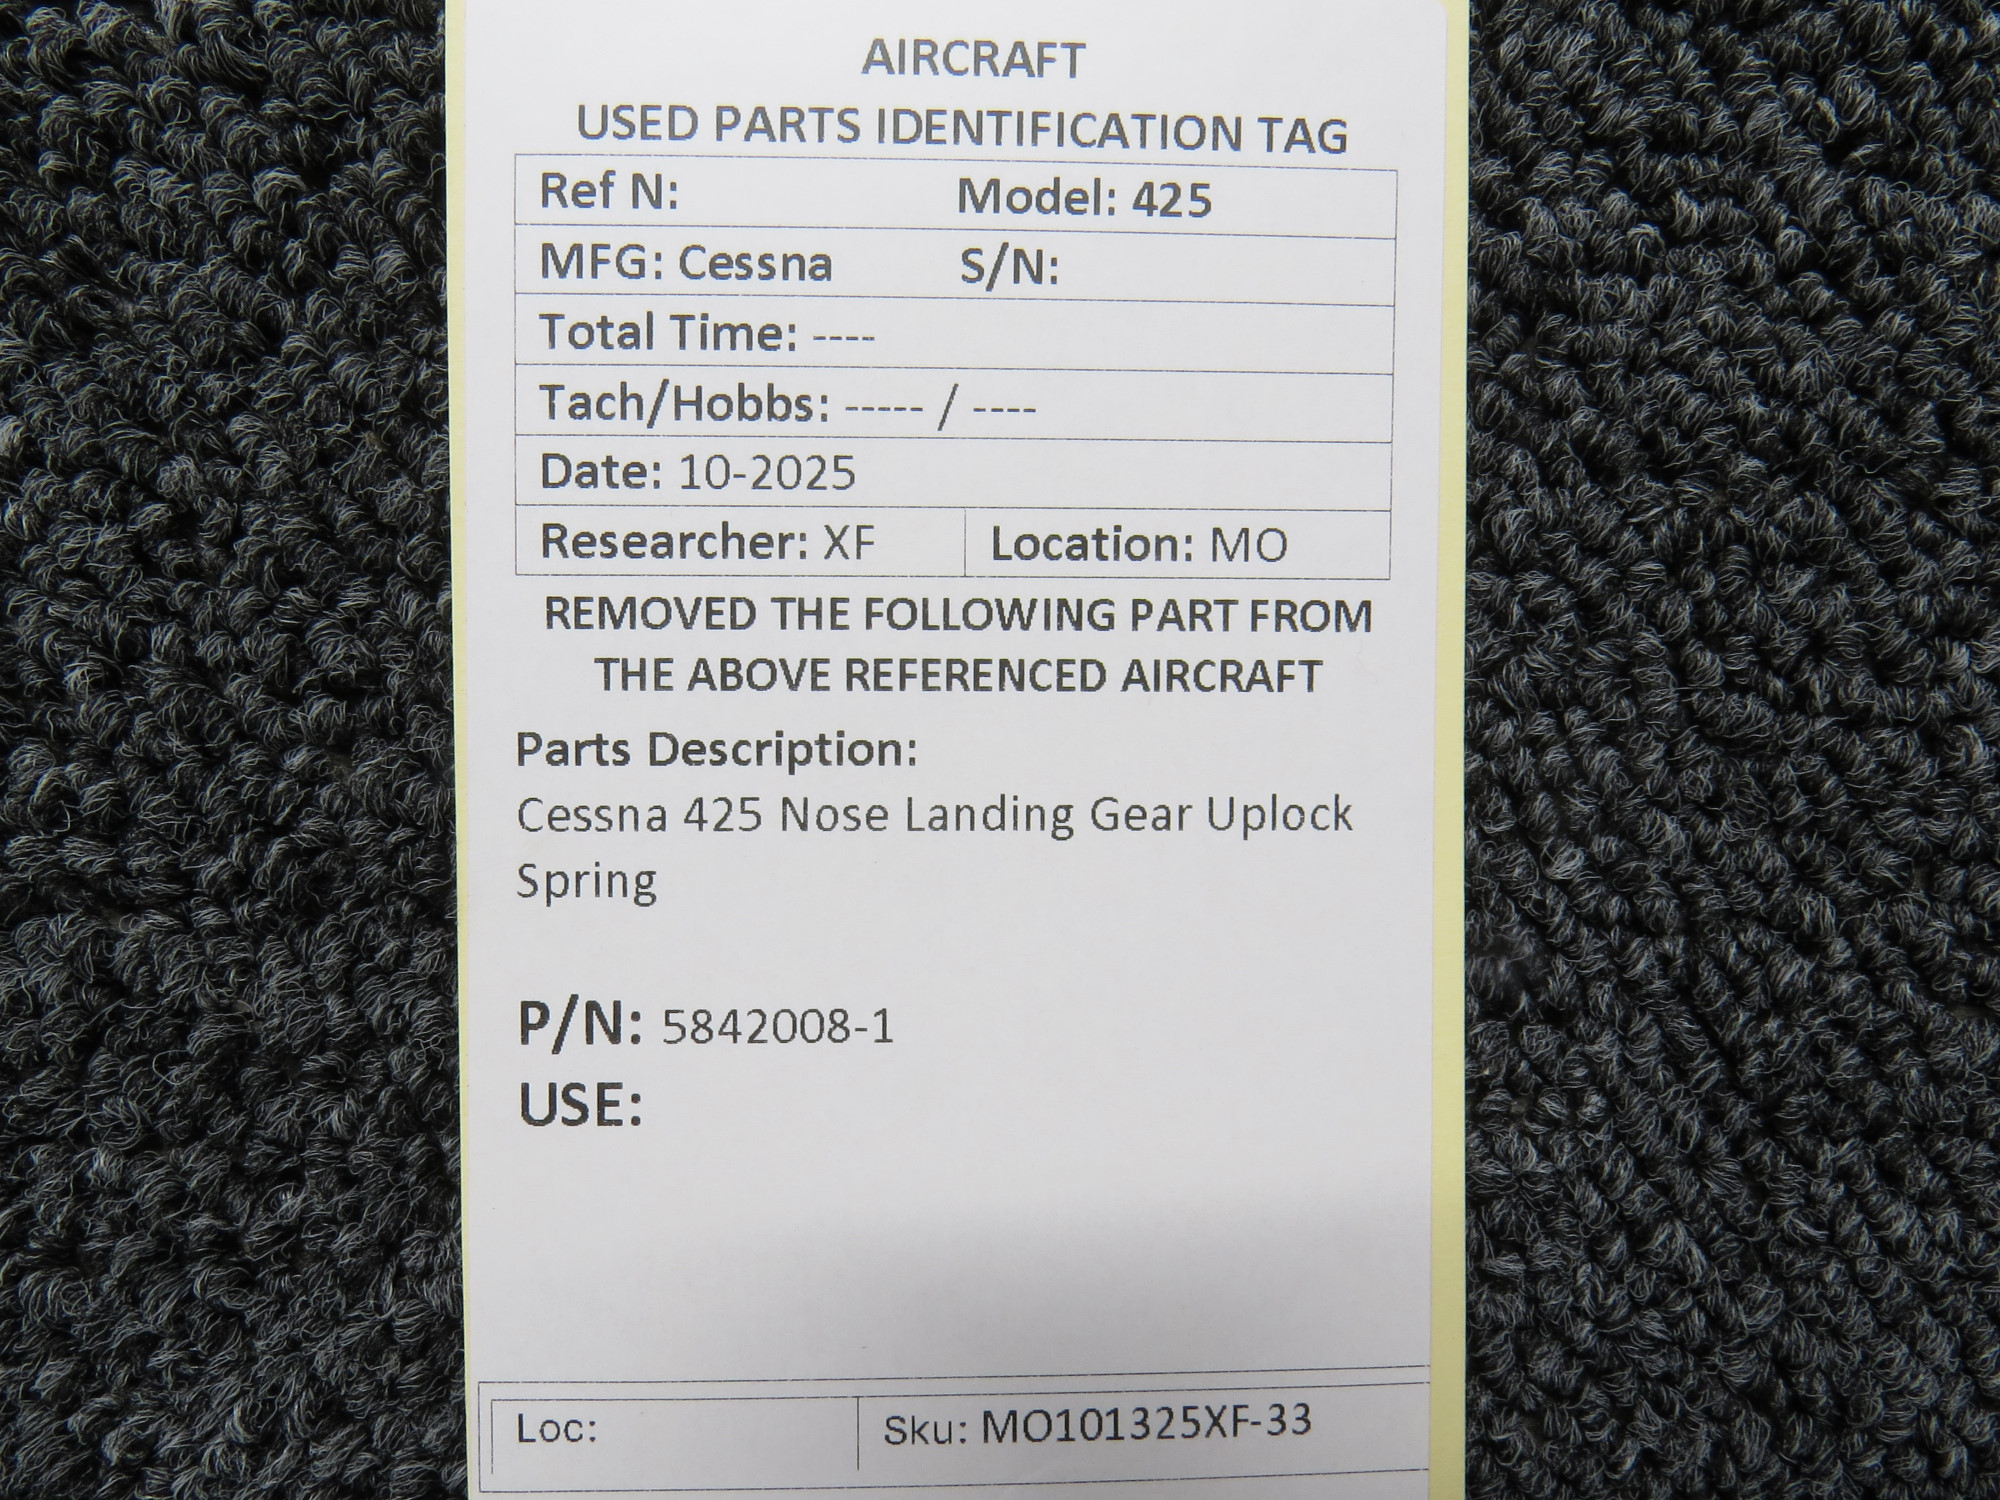 AIRCRAFT
USED PARTS IDENTIFICATION TAG
Ref N: Model: 425
MFG: Cessna S/N:
Total Time: ----
Tach/Hobbs: ----- / ----
Date: 10-2025
Researcher: XF Location: MO
REMOVED THE FOLLOWING PART FROM
THE ABOVE REFERENCED AIRCRAFT
Parts Description:
Cessna 425 Nose Landing Gear Uplock
Spring
P/N: 5842008-1
USE:
Loc: Sku: MO101325XF-33